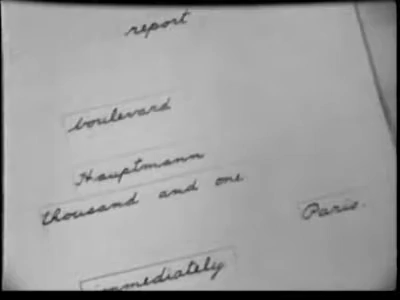 report
boulevard
Hauptmann
thousand and one
Paris.
immediately